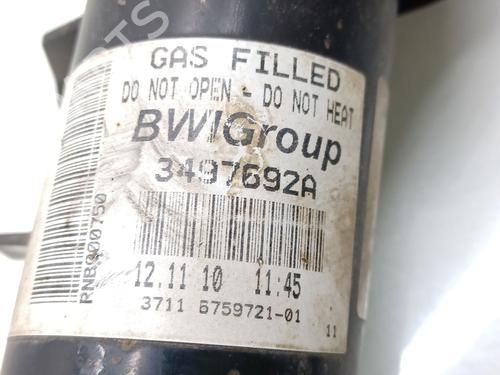 GAS FILLED
DO NOT OPEN - DO NOT HEAT
BWIGroup
3497692A
12.11 10 11:45
3711 6759721-01
11
RNB000750